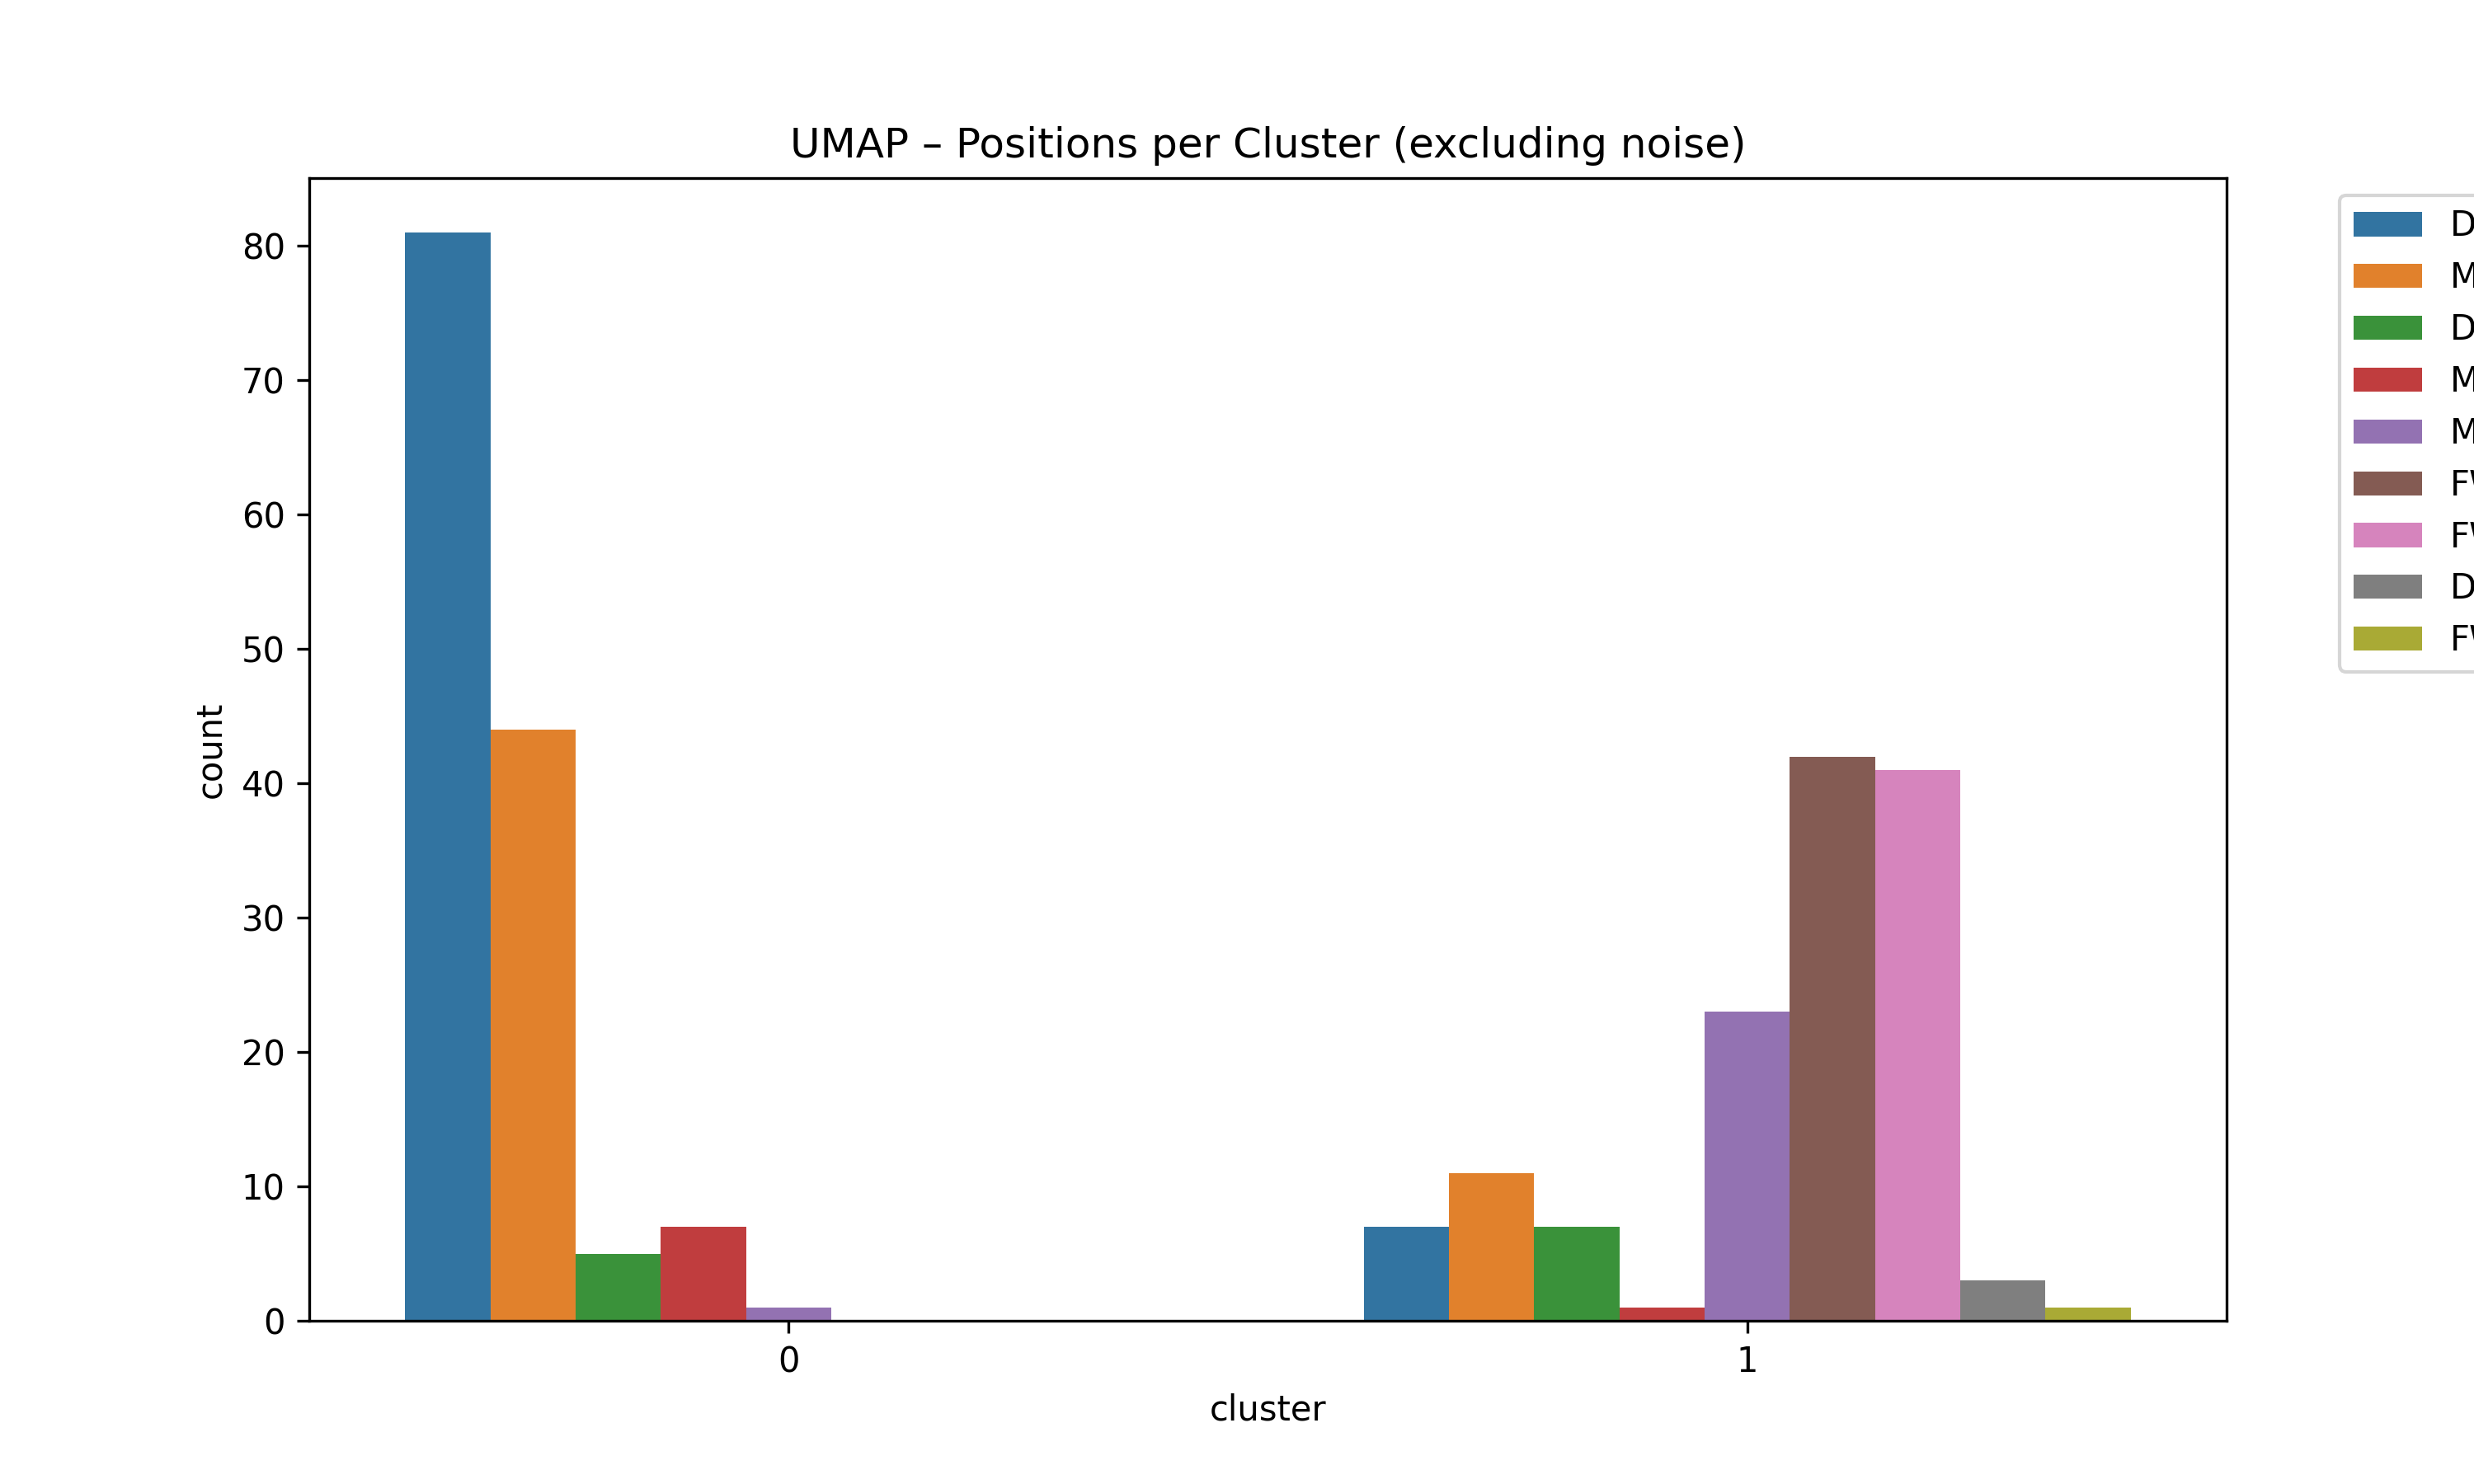 UMAP – Positions per Cluster (excluding noise)
80
70
60
50
40
30
20
10
0
count
0
1
cluster
D
M
D
M
M
F
F
D
F